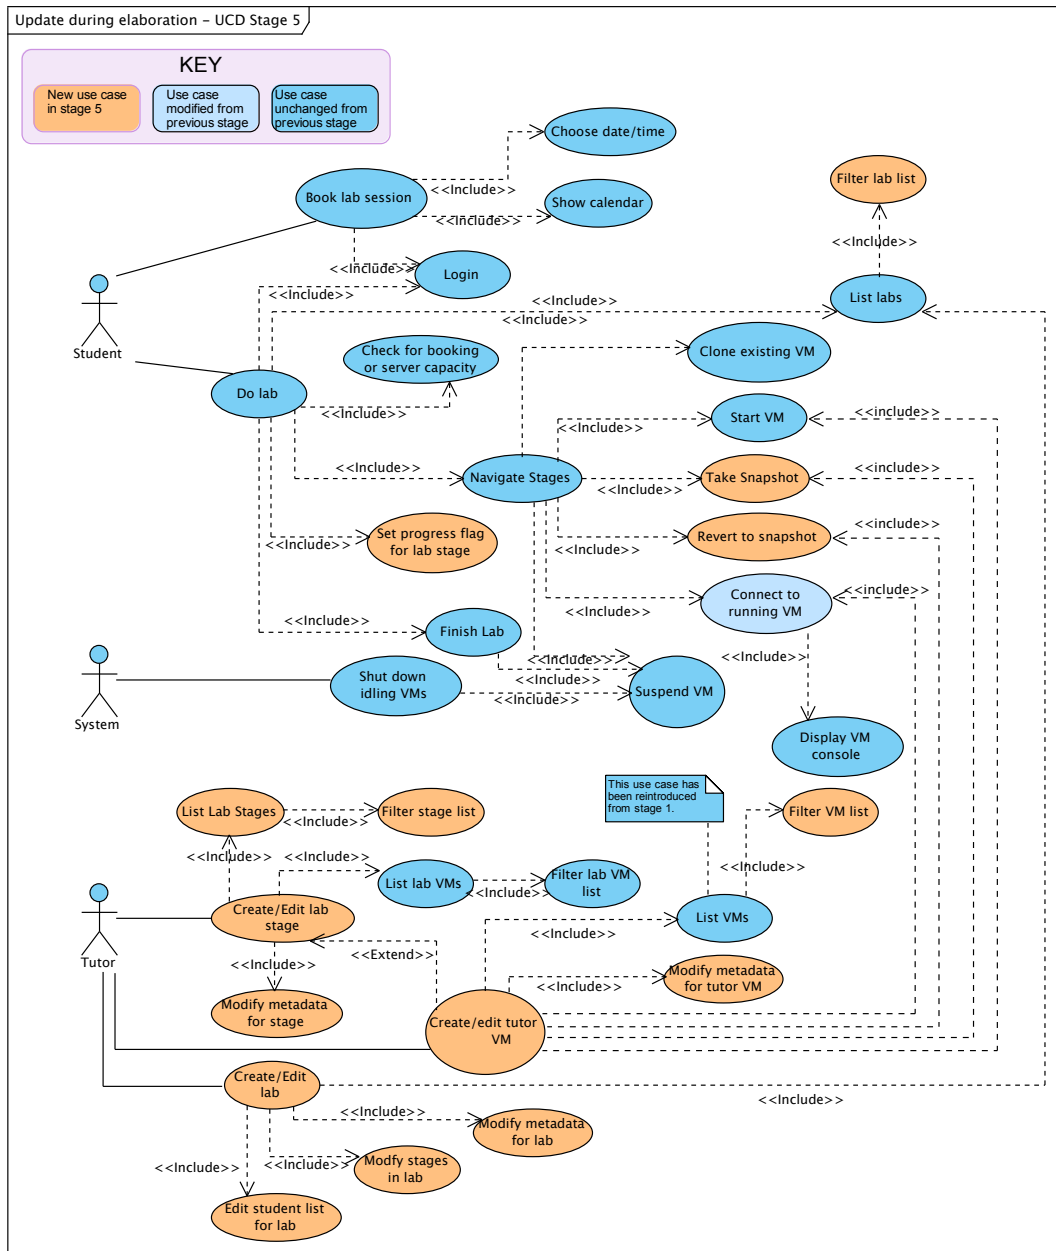 Update during elaboration – UCD Stage 5
KEY
New use case
in stage 5
Use case
modified from
previous stage
Use case
unchanged from
previous stage
Choose date/time
<<Include>>
Book lab session
Show calendar
<<Include>>
Filter lab list
<<Include>>
<<Include>>
Login
<<Include>>
List labs
<<Include>>
<<Include>>
Student
Check for booking
or server capacity
Clone existing VM
Do lab
<<Include>>
Start VM
<<Include>>
<<include>>
<<Include>>
Navigate Stages
Take Snapshot
<<Include>>
<<include>>
Set progress flag
for lab stage
<<Include>>
Revert to snapshot
<<Include>>
<<include>>
Connect to
running VM
<<Include>>
<<include>>
Finish Lab
<<Include>>
<<Include>>
<<Include>>
<<Include>>
Shut down
idling VMs
<<Include>>
Suspend VM
System
Display VM
console
This use case has
been reintroduced
from stage 1.
List Lab Stages
<<Include>>
Filter stage list
Filter VM list
<<Include>>
<<Include>>
<<Include>>
List lab VMs
<<Include>>
Filter lab VM
list
Create/Edit lab
stage
List VMs
<<Include>>
Tutor
<<Extend>>
<<Include>>
Modify metadata
for tutor VM
<<Include>>
Modify metadata
for stage
Create/edit tutor
VM
Create/Edit
lab
<<Include>>
<<Include>>
Modify metadata
for lab
<<Include>>
<<Include>>
Modfy stages
in lab
Edit student list
for lab